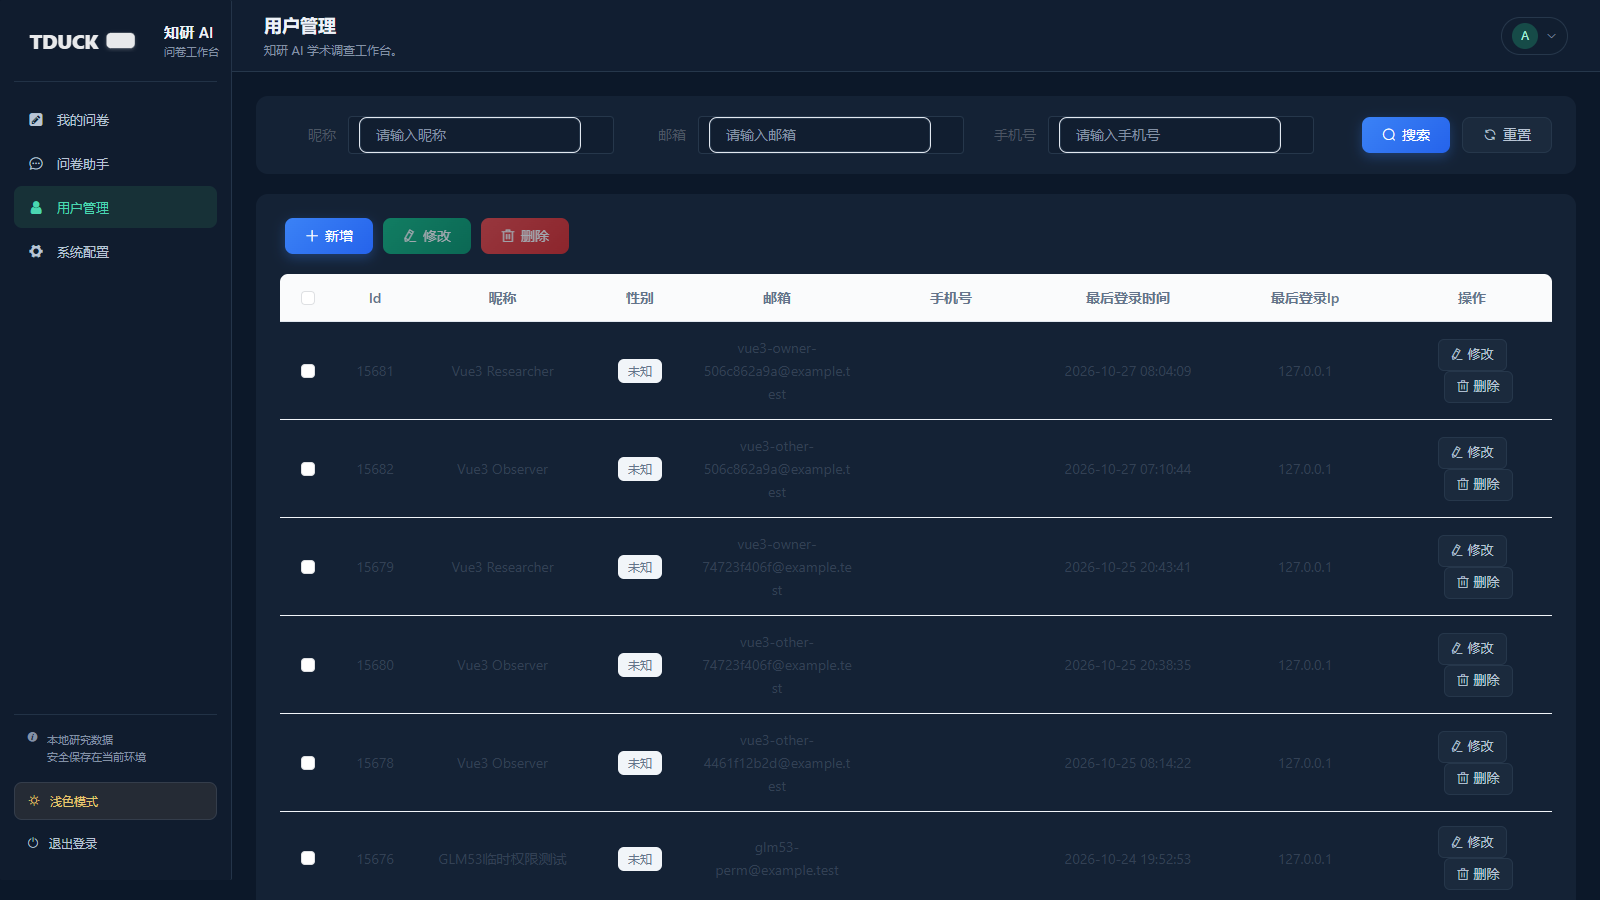 TDUCK
知研 AI
问卷工作台
我的问卷
问卷助手
用户管理
系统配置
本地研究数据
安全保存在当前环境
浅色模式
退出登录
用户管理
知研 AI 学术调查工作台。
A
昵称 请输入昵称 邮箱 请输入邮箱 手机号 请输入手机号 搜索 重置
新增 修改 删除
Id 昵称 性别 邮箱 手机号 最后登录时间 最后登录Ip 操作
vue3-owner-
15681 Vue3 Researcher 未知 506c862a9a@example.t 2026-10-27 08:04:09 127.0.0.1 修改
est 删除
vue3-other-
15682 Vue3 Observer 未知 506c862a9a@example.t 2026-10-27 07:10:44 127.0.0.1 修改
est 删除
vue3-owner-
15679 Vue3 Researcher 未知 74723f406f@example.te 2026-10-25 20:43:41 127.0.0.1 修改
st 删除
vue3-other-
15680 Vue3 Observer 未知 74723f406f@example.te 2026-10-25 20:38:35 127.0.0.1 修改
st 删除
vue3-other-
15678 Vue3 Observer 未知 4461f12b2d@example.t 2026-10-25 08:14:22 127.0.0.1 修改
est 删除
glm53-
15676 GLM53临时权限测试 未知 perm@example.test 2026-10-24 19:52:53 127.0.0.1 修改
删除